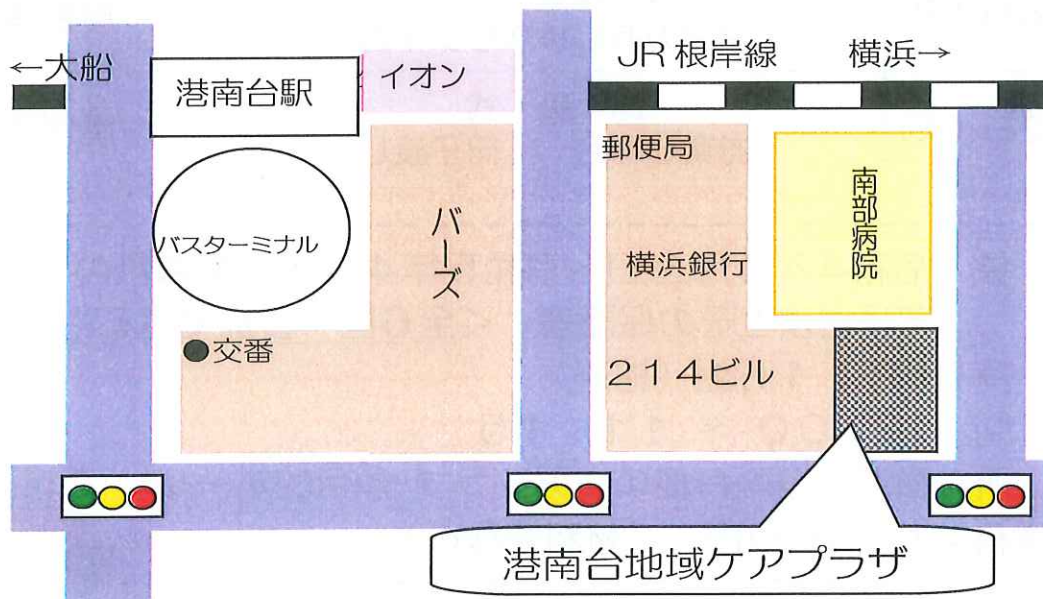 ←大船
港南台駅
イオン
JR 根岸線
横浜→
郵便局
南部病院
バスターミナル
バーズ
横浜銀行
交番
214ビル
港南台地域ケアプラザ